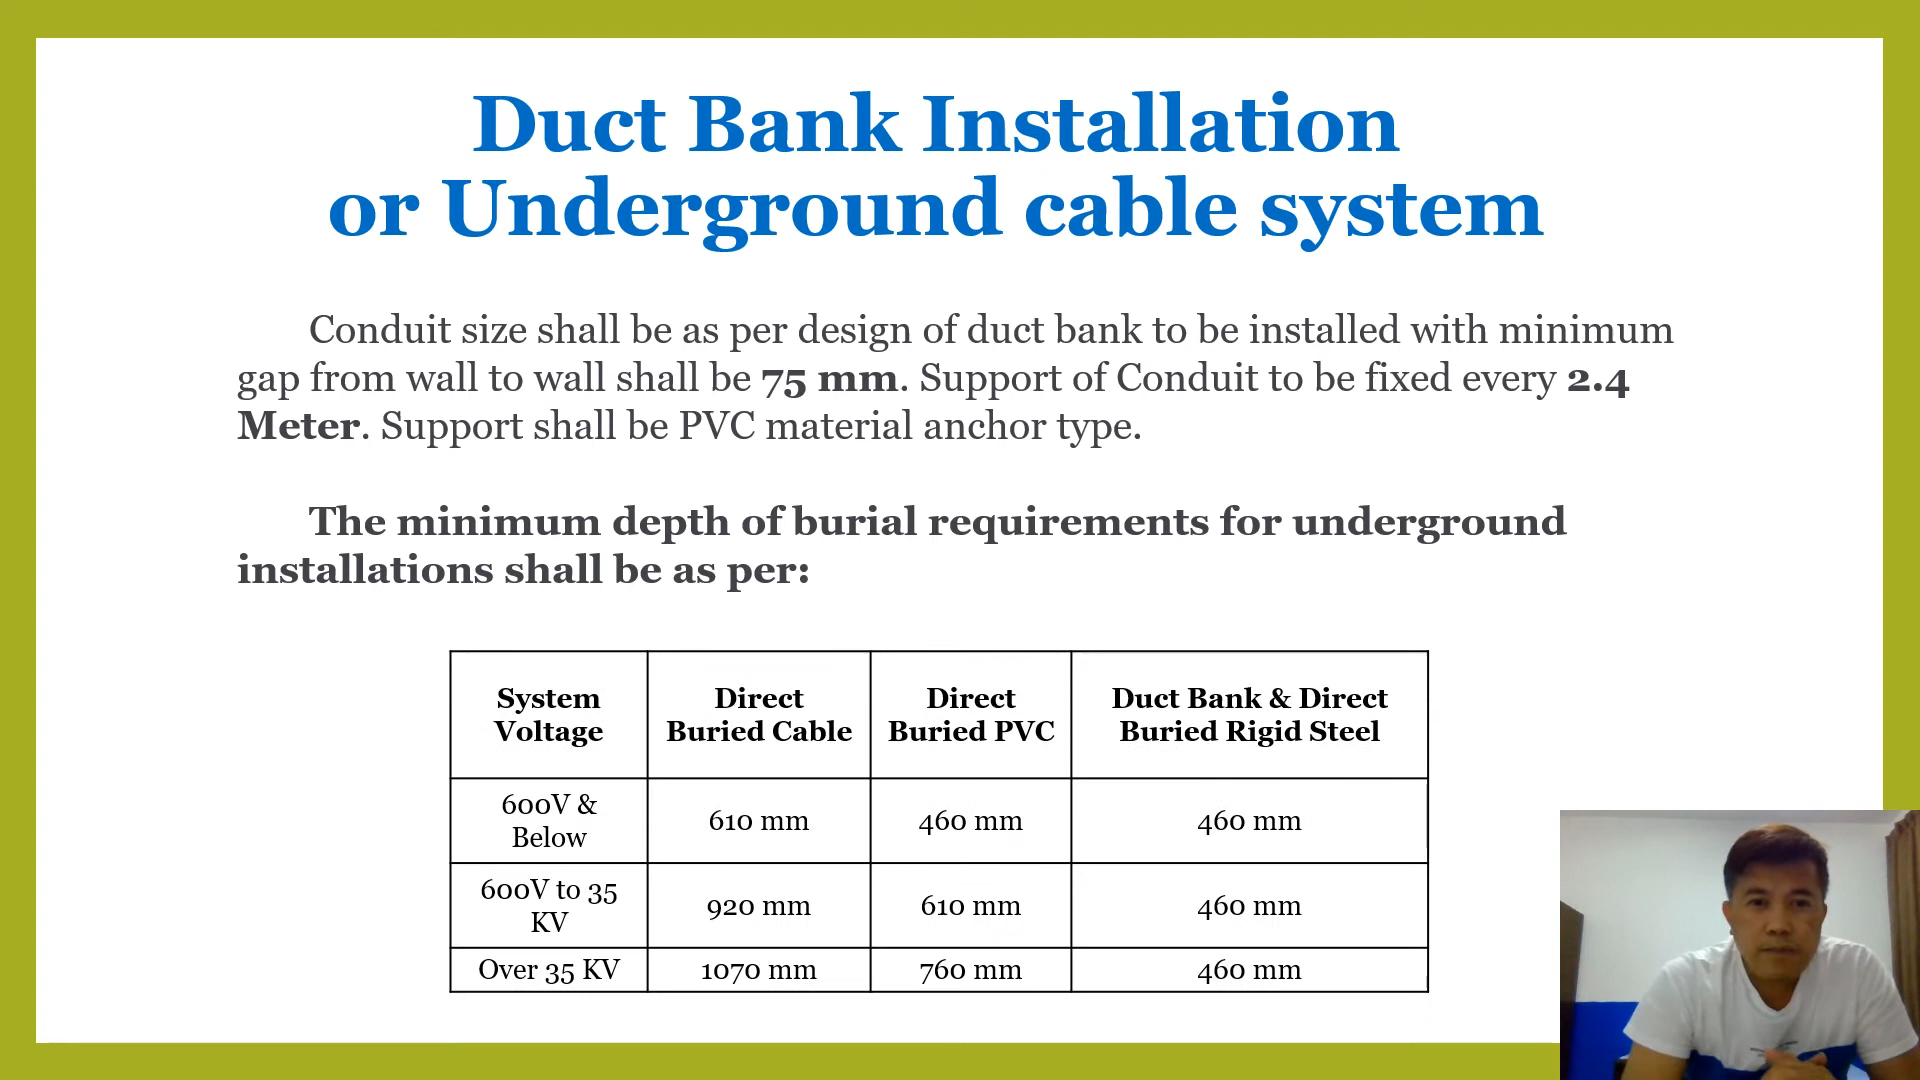 Duct Bank Installation
or Underground cable system
Conduit size shall be as per design of duct bank to be installed with minimum
gap from wall to wall shall be 75 mm. Support of Conduit to be fixed every 2.4
Meter. Support shall be PVC material anchor type.
The minimum depth of burial requirements for underground
installations shall be as per:
System Voltage | Direct Buried Cable | Direct Buried PVC | Duct Bank & Direct Buried Rigid Steel
600V & Below | 610 mm | 460 mm | 460 mm
600V to 35 KV | 920 mm | 610 mm | 460 mm
Over 35 KV | 1070 mm | 760 mm | 460 mm